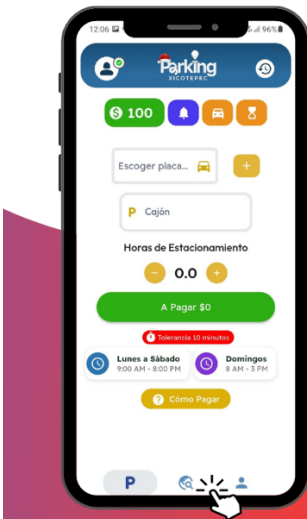 12:06
96%
Parking
XICOTEPEC
$ 100
Escoger placa...
+
P Cajón
Horas de Estacionamiento
- 0.0 +
A Pagar $0
Tolerancia 10 minutos
Lunes a Sábado
9:00 AM - 8:00 PM
Domingos
8 AM - 3 PM
? Cómo Pagar
P